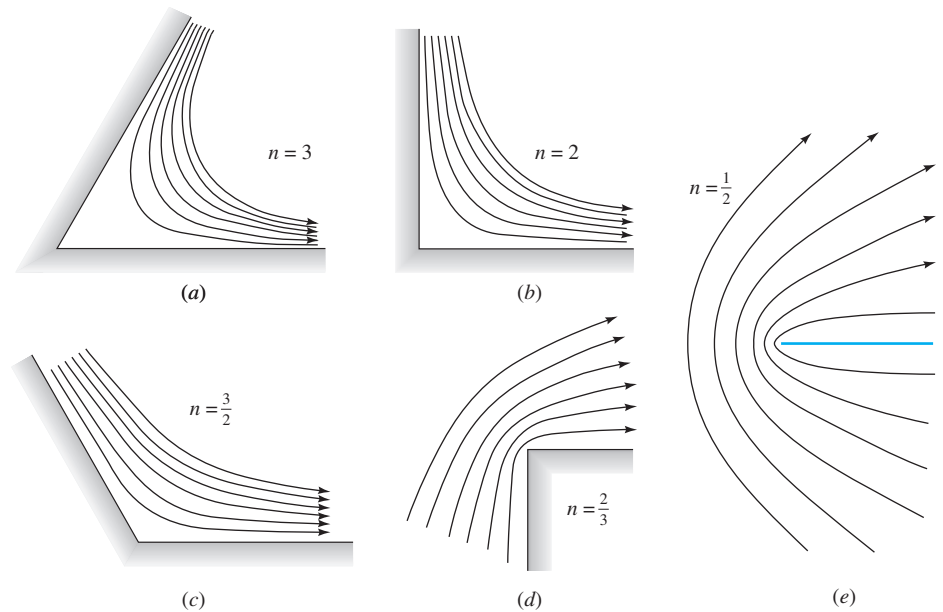 n = 3
(a)
n = 2
(b)
n = 3/2
(c)
n = 2/3
(d)
n = 1/2
(e)